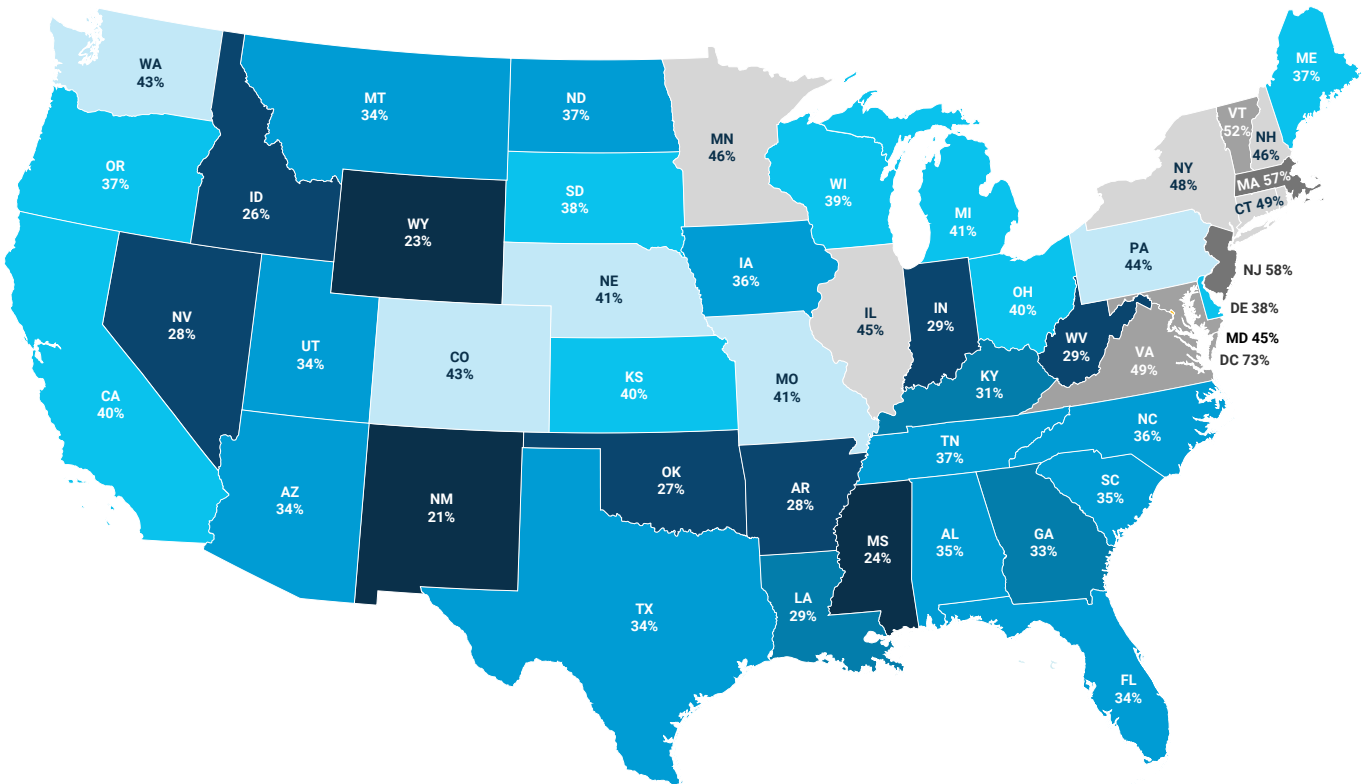 WA
43%
MT
34%
ND
37%
MN
46%
ME
37%
VT
52%
NH
46%
OR
37%
ID
26%
WY
23%
SD
38%
WI
39%
MI
41%
NY
48%
MA 57%
CT 49%
PA
44%
NJ 58%
DE 38%
MD 45%
DC 73%
NE
41%
IA
36%
IL
45%
IN
29%
OH
40%
WV
29%
VA
49%
NV
28%
UT
34%
CO
43%
KS
40%
MO
41%
KY
31%
CA
40%
AZ
34%
NM
21%
OK
27%
AR
28%
TN
37%
NC
36%
SC
35%
MS
24%
AL
35%
GA
33%
LA
29%
TX
34%
FL
34%